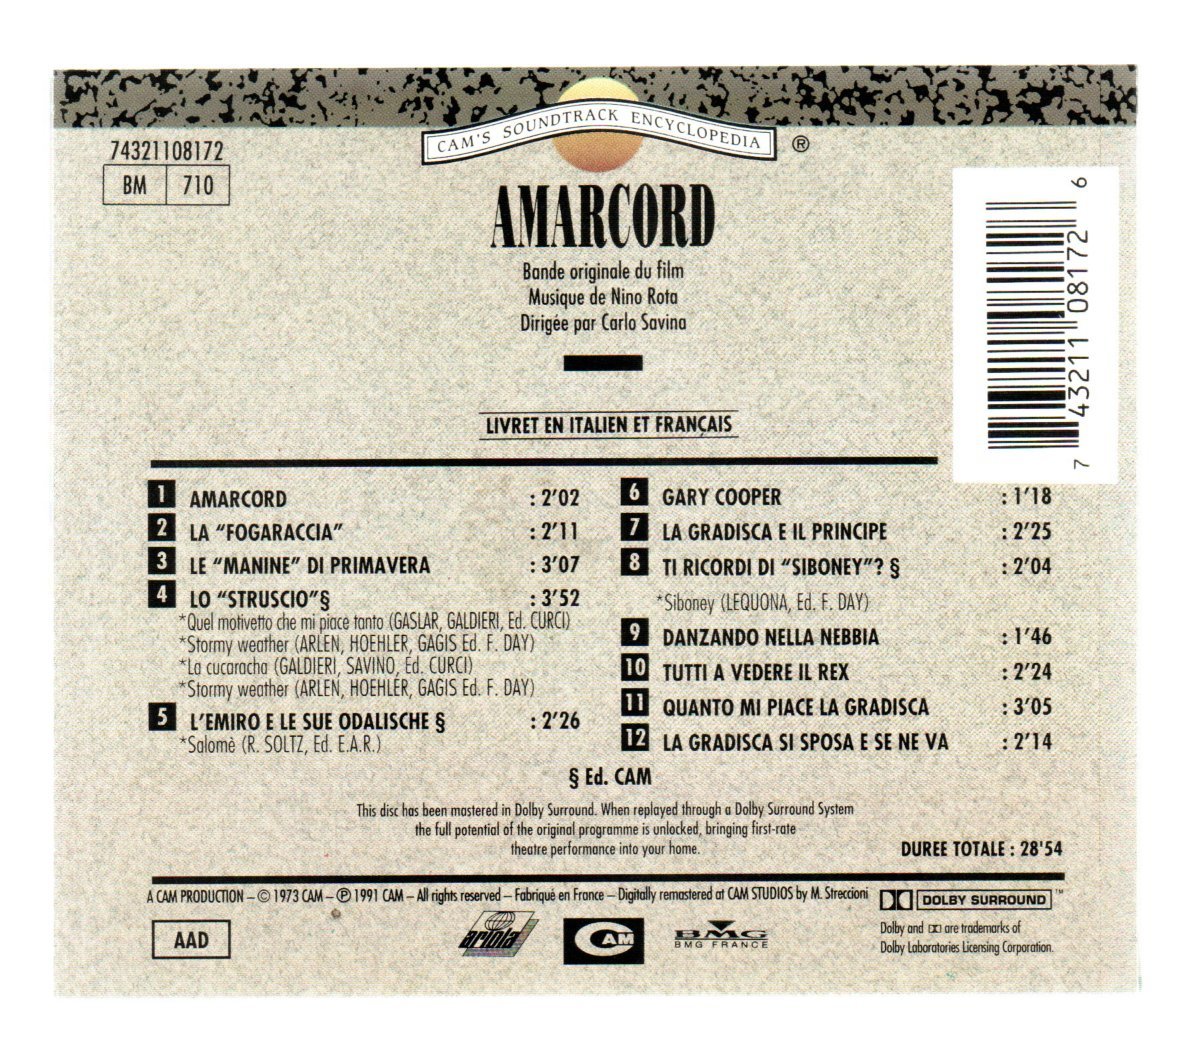 CAM'S SOUNDTRACK ENCYCLOPEDIA ®
74321108172
BM 710
AMARCORD
Bande originale du film
Musique de Nino Rota
Dirigée par Carlo Savina
7 43211 08172 6
LIVRET EN ITALIEN ET FRANÇAIS
1 AMARCORD : 2'02
2 LA "FOGARACCIA" : 2'11
3 LE "MANINE" DI PRIMAVERA : 3'07
4 LO "STRUSCIO"§ : 3'52
*Quel motivetto che mi piace tanto (GASLAR, GALDIERI, Ed. CURCI)
*Stormy weather (ARLEN, HOEHLER, GAGIS Ed. F. DAY)
*La cucaracha (GALDIERI, SAVINO, Ed. CURCI)
*Stormy weather (ARLEN, HOEHLER, GAGIS Ed. F. DAY)
5 L'EMIRO E LE SUE ODALISCHE § : 2'26
*Salomè (R. SOLTZ, Ed. E.A.R.)
6 GARY COOPER : 1'18
7 LA GRADISCA E IL PRINCIPE : 2'25
8 TI RICORDI DI "SIBONEY"? § : 2'04
*Siboney (LEQUONA, Ed. F. DAY)
9 DANZANDO NELLA NEBBIA : 1'46
10 TUTTI A VEDERE IL REX : 2'24
11 QUANTO MI PIACE LA GRADISCA : 3'05
12 LA GRADISCA SI SPOSA E SE NE VA : 2'14
§ Ed. CAM
This disc has been mastered in Dolby Surround. When replayed through a Dolby Surround System
the full potential of the original programme is unlocked, bringing first-rate
theatre performance into your home.
DUREE TOTALE : 28'54
A CAM PRODUCTION – © 1973 CAM – ℗ 1991 CAM – All rights reserved – Fabriqué en France – Digitally remastered at CAM STUDIOS by M. Streccioni
DOLBY SURROUND ™
AAD
ariola
CAM
BMG
BMG FRANCE
Dolby and DD are trademarks of
Dolby Laboratories Licensing Corporation.